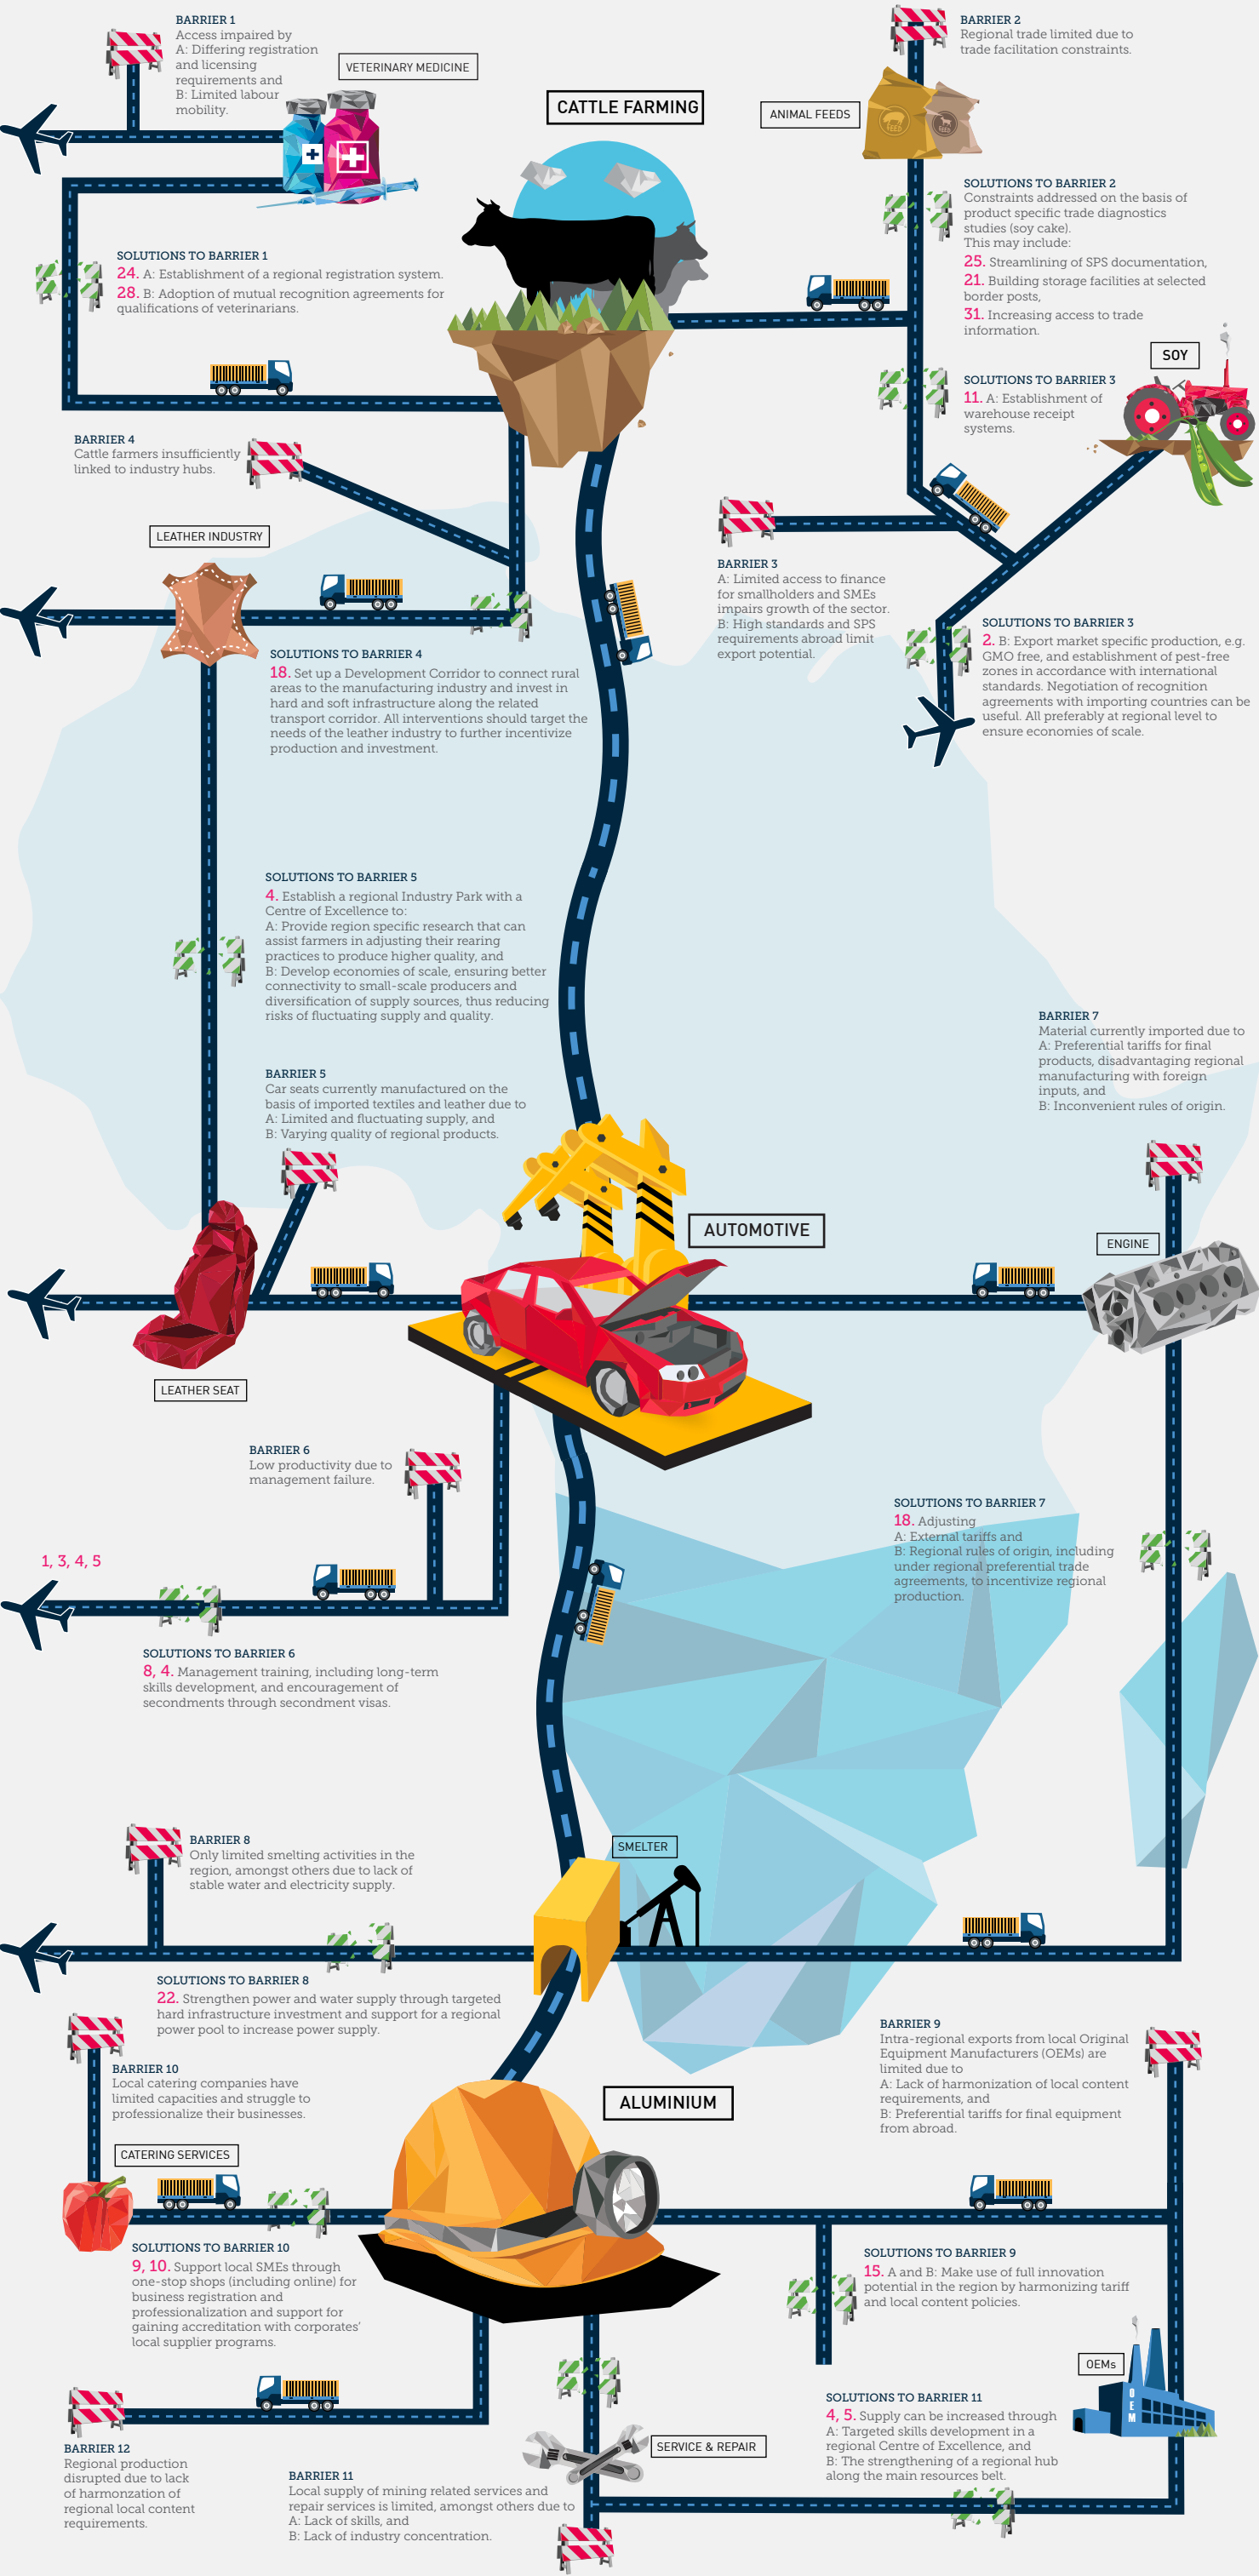 BARRIER 1
Access impaired by
A: Differing registration
and licensing
requirements and
B: Limited labour
mobility.
VETERINARY MEDICINE
CATTLE FARMING
BARRIER 2
Regional trade limited due to
trade facilitation constraints.
ANIMAL FEEDS
FEED
FEED
SOLUTIONS TO BARRIER 2
Constraints addressed on the basis of
product specific trade diagnostics
studies (soy cake).
This may include:
25. Streamlining of SPS documentation,
21. Building storage facilities at selected
border posts,
31. Increasing access to trade
information.
SOLUTIONS TO BARRIER 1
24. A: Establishment of a regional registration system.
28. B: Adoption of mutual recognition agreements for
qualifications of veterinarians.
SOY
SOLUTIONS TO BARRIER 3
11. A: Establishment of
warehouse receipt
systems.
BARRIER 4
Cattle farmers insufficiently
linked to industry hubs.
LEATHER INDUSTRY
BARRIER 3
A: Limited access to finance
for smallholders and SMEs
impairs growth of the sector.
B: High standards and SPS
requirements abroad limit
export potential.
SOLUTIONS TO BARRIER 3
2. B: Export market specific production, e.g.
GMO free, and establishment of pest-free
zones in accordance with international
standards. Negotiation of recognition
agreements with importing countries can be
useful. All preferably at regional level to
ensure economies of scale.
SOLUTIONS TO BARRIER 4
18. Set up a Development Corridor to connect rural
areas to the manufacturing industry and invest in
hard and soft infrastructure along the related
transport corridor. All interventions should target the
needs of the leather industry to further incentivize
production and investment.
SOLUTIONS TO BARRIER 5
4. Establish a regional Industry Park with a
Centre of Excellence to:
A: Provide region specific research that can
assist farmers in adjusting their rearing
practices to produce higher quality, and
B: Develop economies of scale, ensuring better
connectivity to small-scale producers and
diversification of supply sources, thus reducing
risks of fluctuating supply and quality.
BARRIER 7
Material currently imported due to
A: Preferential tariffs for final
products, disadvantaging regional
manufacturing with foreign
inputs, and
B: Inconvenient rules of origin.
BARRIER 5
Car seats currently manufactured on the
basis of imported textiles and leather due to
A: Limited and fluctuating supply, and
B: Varying quality of regional products.
AUTOMOTIVE
ENGINE
LEATHER SEAT
BARRIER 6
Low productivity due to
management failure.
SOLUTIONS TO BARRIER 7
18. Adjusting
A: External tariffs and
B: Regional rules of origin, including
under regional preferential trade
agreements, to incentivize regional
production.
1, 3, 4, 5
SOLUTIONS TO BARRIER 6
8, 4. Management training, including long-term
skills development, and encouragement of
secondments through secondment visas.
BARRIER 8
Only limited smelting activities in the
region, amongst others due to lack of
stable water and electricity supply.
SMELTER
SOLUTIONS TO BARRIER 8
22. Strengthen power and water supply through targeted
hard infrastructure investment and support for a regional
power pool to increase power supply.
BARRIER 9
Intra-regional exports from local Original
Equipment Manufacturers (OEMs) are
limited due to
A: Lack of harmonization of local content
requirements, and
B: Preferential tariffs for final equipment
from abroad.
BARRIER 10
Local catering companies have
limited capacities and struggle to
professionalize their businesses.
ALUMINIUM
CATERING SERVICES
SOLUTIONS TO BARRIER 10
9, 10. Support local SMEs through
one-stop shops (including online) for
business registration and
professionalization and support for
gaining accreditation with corporates'
local supplier programs.
SOLUTIONS TO BARRIER 9
15. A and B: Make use of full innovation
potential in the region by harmonizing tariff
and local content policies.
OEMs
OEM
SOLUTIONS TO BARRIER 11
4, 5. Supply can be increased through
A: Targeted skills development in a
regional Centre of Excellence, and
B: The strengthening of a regional hub
along the main resources belt.
SERVICE & REPAIR
BARRIER 12
Regional production
disrupted due to lack
of harmonzation of
regional local content
requirements.
BARRIER 11
Local supply of mining related services and
repair services is limited, amongst others due to
A: Lack of skills, and
B: Lack of industry concentration.